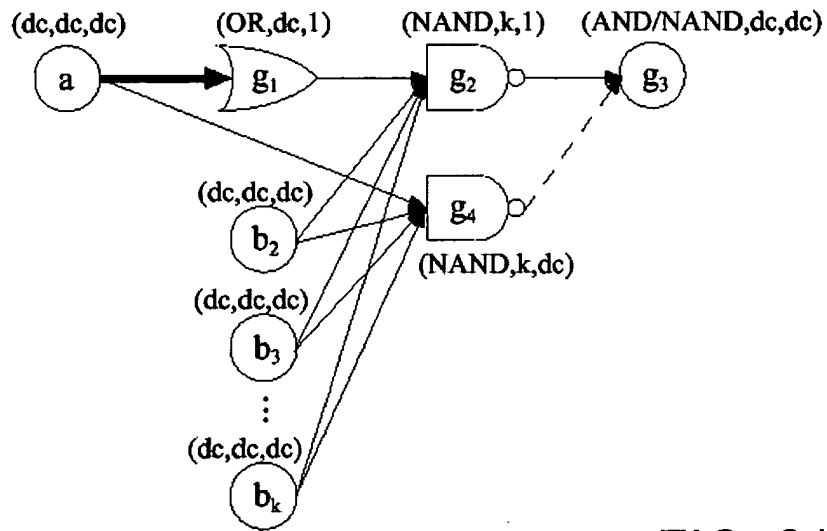 (dc,dc,dc) (OR,dc,1) (NAND,k,1) (AND/NAND,dc,dc)
a g₁ g₂ g₃
(dc,dc,dc)
b₂ g₄
(NAND,k,dc)
(dc,dc,dc)
b₃
⋮
(dc,dc,dc)
bₖ